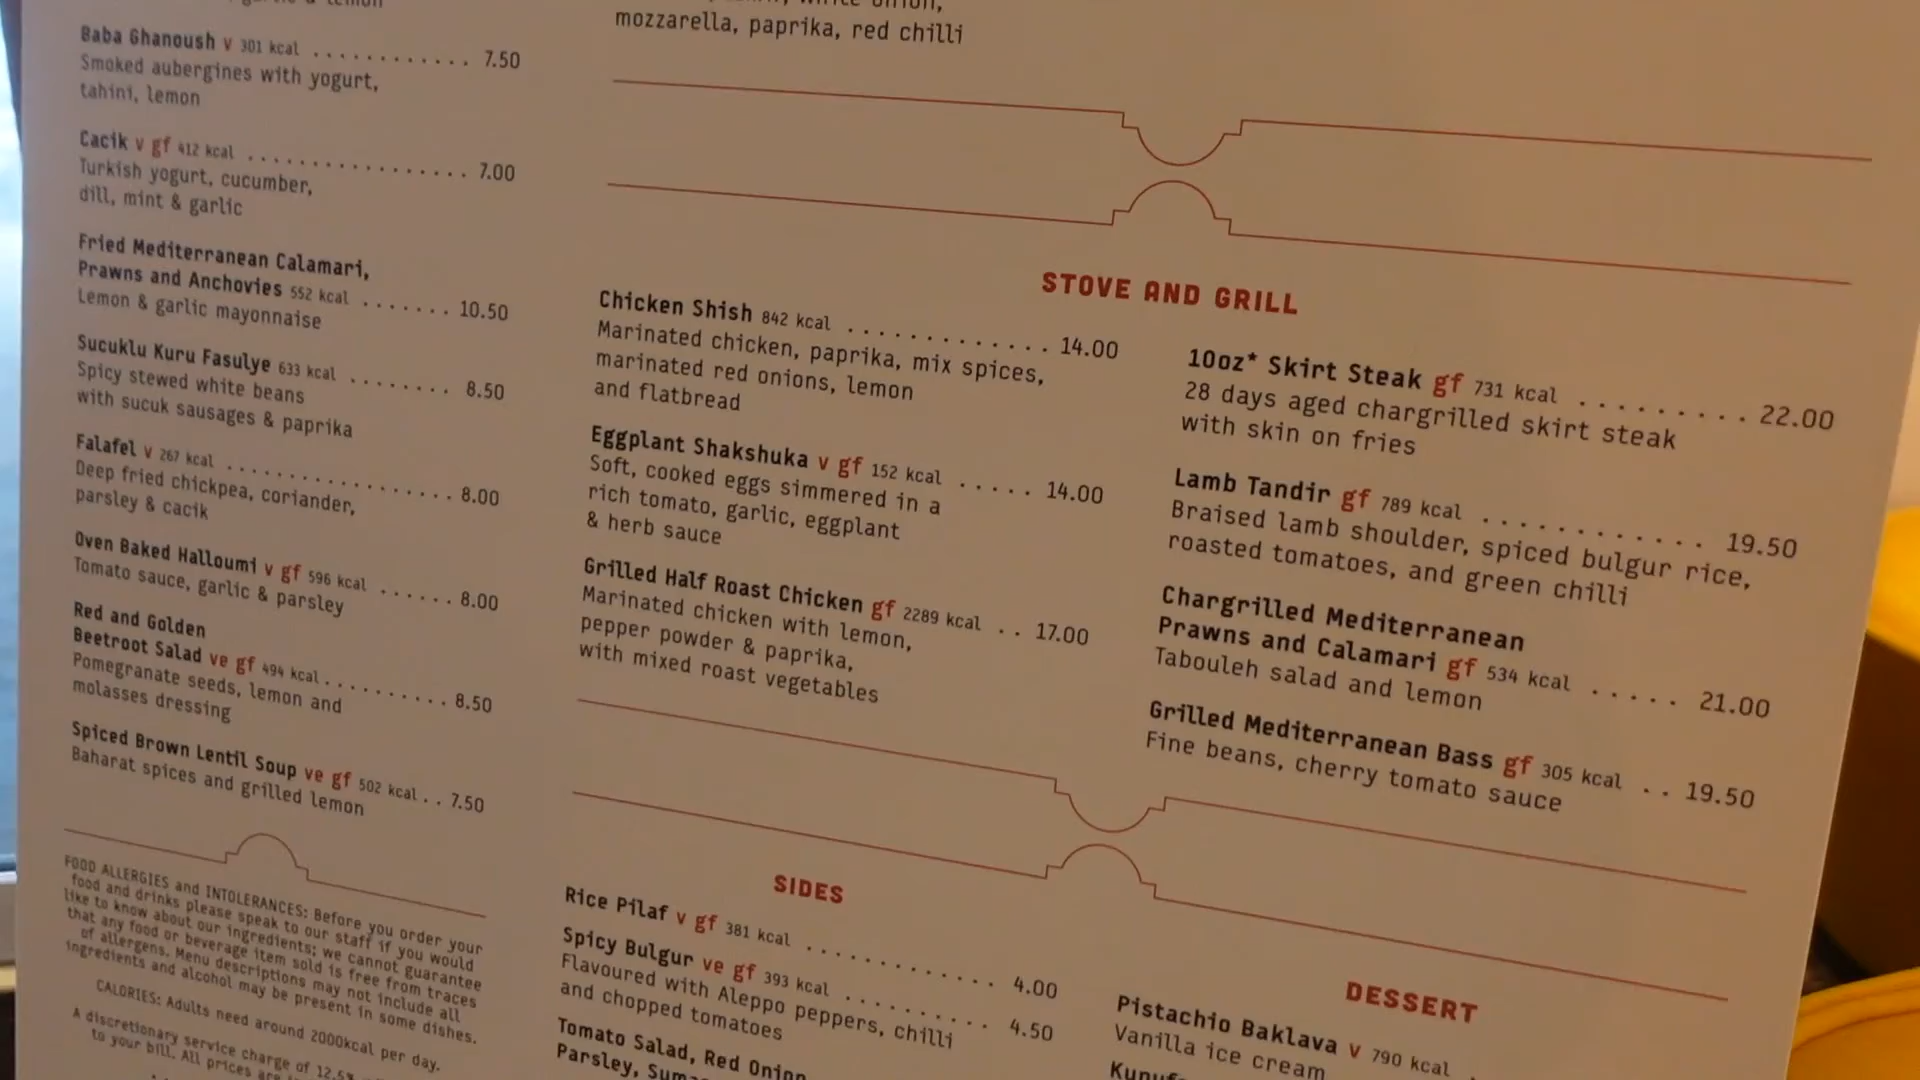 garlic & lemon
Baba Ghanoush v 301 kcal ............ 7.50
Smoked aubergines with yogurt,
tahini, lemon
Cacik v gf 412 kcal ................ 7.00
Turkish yogurt, cucumber,
dill, mint & garlic
Fried Mediterranean Calamari,
Prawns and Anchovies 552 kcal ....... 10.50
Lemon & garlic mayonnaise
Sucuklu Kuru Fasulye 633 kcal ........ 8.50
Spicy stewed white beans
with sucuk sausages & paprika
Falafel v 267 kcal ................. 8.00
Deep fried chickpea, coriander,
parsley & cacik
Oven Baked Halloumi v gf 596 kcal ...... 8.00
Tomato sauce, garlic & parsley
Red and Golden
Beetroot Salad ve gf 494 kcal .......... 8.50
Pomegranate seeds, lemon and
molasses dressing
Spiced Brown Lentil Soup ve gf 502 kcal .. 7.50
Baharat spices and grilled lemon
FOOD ALLERGIES and INTOLERANCES: Before you order your
food and drinks please speak to our staff if you would
like to know about our ingredients; we cannot guarantee
that any food or beverage item sold is free from traces
of allergens. Menu descriptions may not include all
ingredients and alcohol may be present in some dishes.
CALORIES: Adults need around 2000kcal per day.
A discretionary service charge of 12.5%
to your bill. All prices are
white onion,
mozzarella, paprika, red chilli
STOVE AND GRILL
Chicken Shish 842 kcal ............ 14.00
Marinated chicken, paprika, mix spices,
marinated red onions, lemon
and flatbread
Eggplant Shakshuka v gf 152 kcal ..... 14.00
Soft, cooked eggs simmered in a
rich tomato, garlic, eggplant
& herb sauce
Grilled Half Roast Chicken gf 2289 kcal .. 17.00
Marinated chicken with lemon,
pepper powder & paprika,
with mixed roast vegetables
10oz* Skirt Steak gf 731 kcal ......... 22.00
28 days aged chargrilled skirt steak
with skin on fries
Lamb Tandir gf 789 kcal ........... 19.50
Braised lamb shoulder, spiced bulgur rice,
roasted tomatoes, and green chilli
Chargrilled Mediterranean
Prawns and Calamari gf 534 kcal ..... 21.00
Tabouleh salad and lemon
Grilled Mediterranean Bass gf 305 kcal .. 19.50
Fine beans, cherry tomato sauce
SIDES
Rice Pilaf v gf 381 kcal ............ 4.00
Spicy Bulgur ve gf 393 kcal ......... 4.50
Flavoured with Aleppo peppers, chilli
and chopped tomatoes
Tomato Salad, Red Onion
Parsley,
DESSERT
Pistachio Baklava v 790 kcal .
Vanilla ice cream